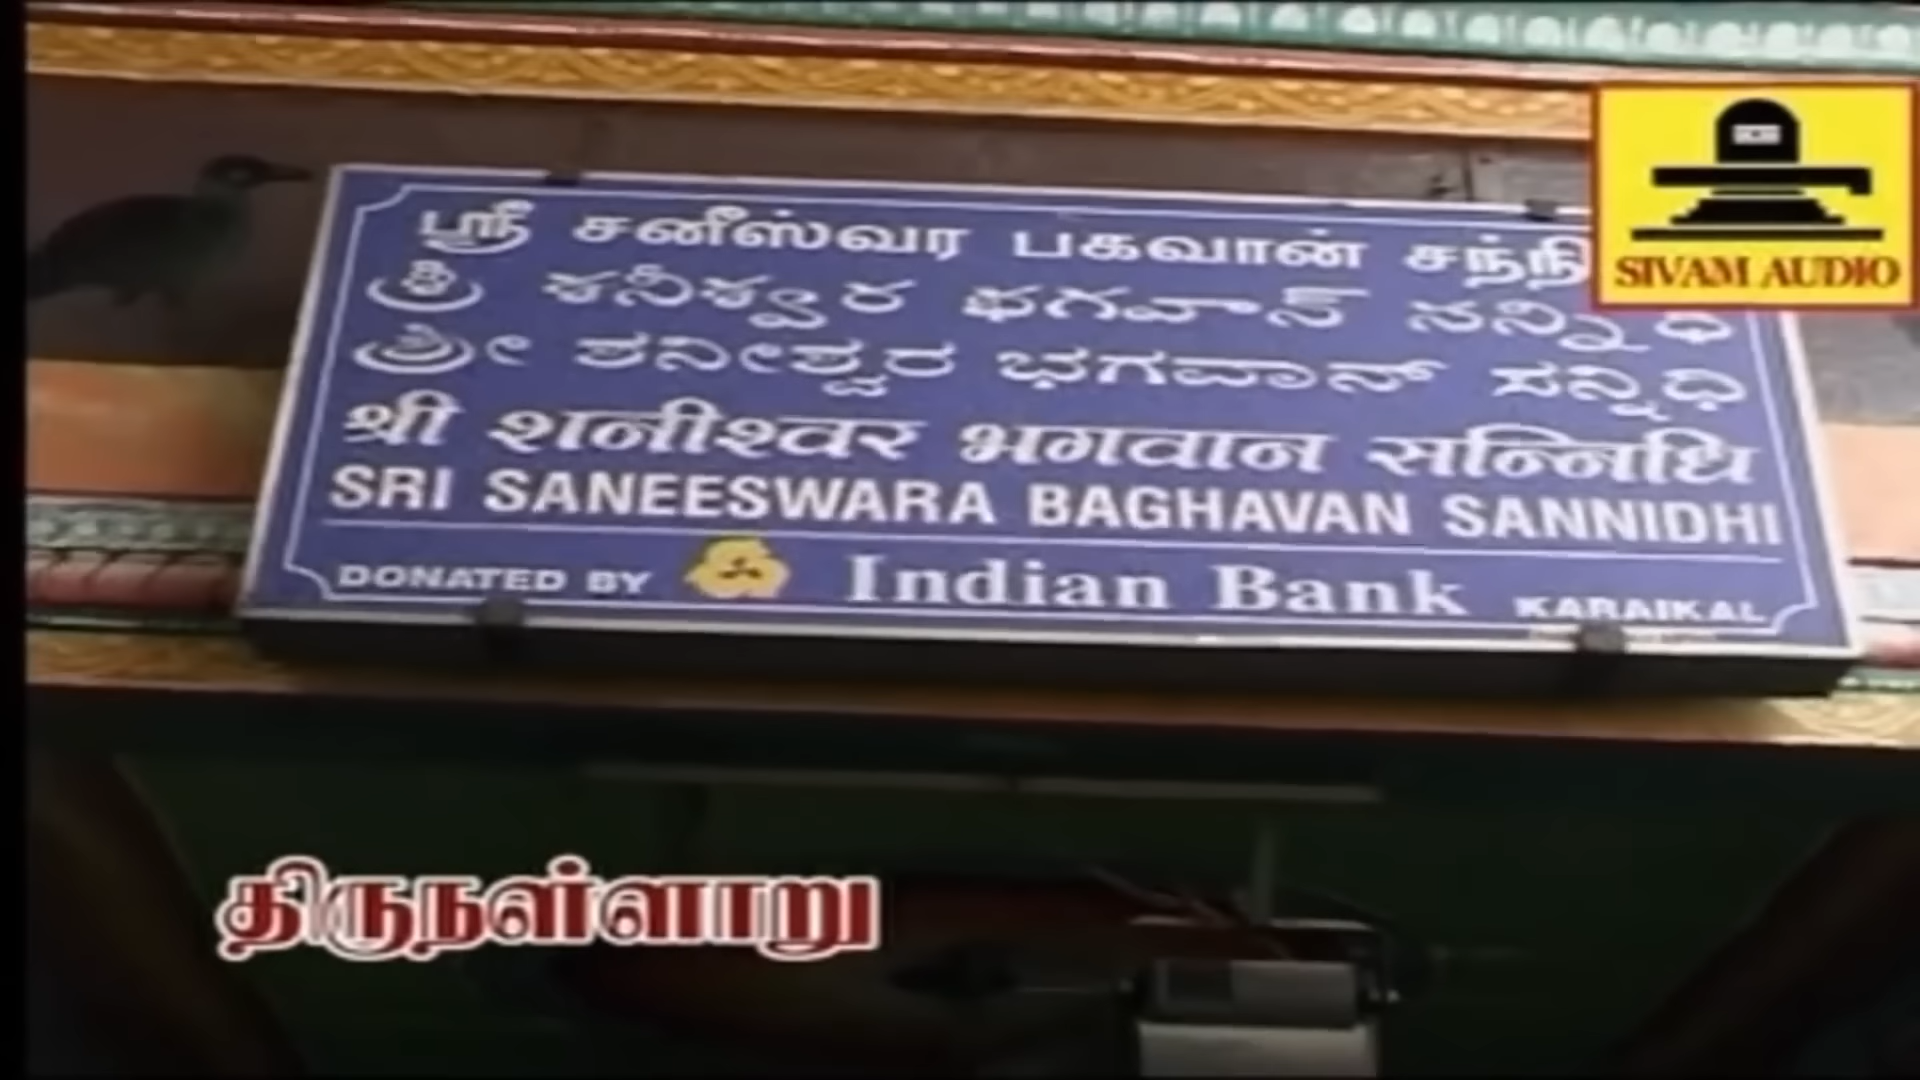 ஸ்ரீ சனீஸ்வர பகவான் சந்நி
శ్రీ శనీశ్వర భగవాన్ సన్నిధి
ಶ್ರೀ ಶನೀಶ್ವರ ಭಗವಾನ್ ಸನ್ನಿಧಿ
श्री शनीश्वर भगवान सन्निधि
SRI SANEESWARA BAGHAVAN SANNIDHI
DONATED BY Indian Bank KARAIKAL
SIVAM AUDIO
திருநள்ளாறு